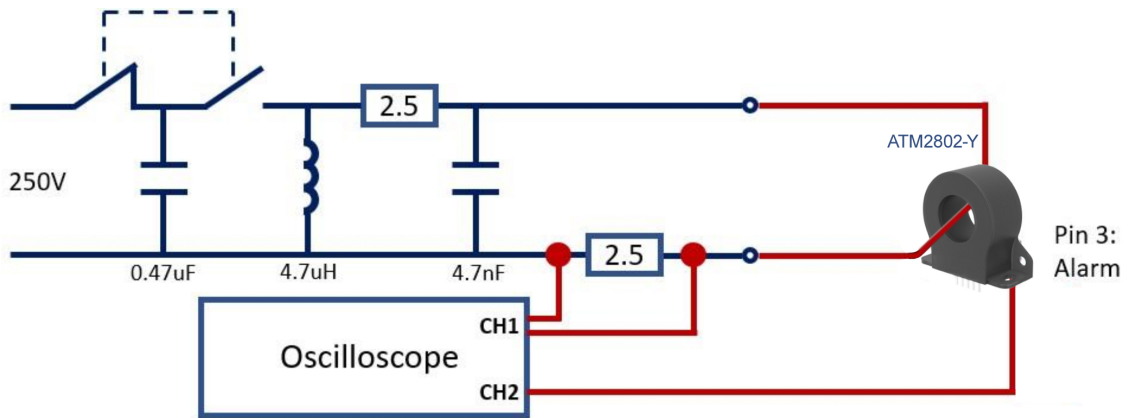 2.5
ATM2802-Y
250V
Pin 3:
Alarm
0.47uF
4.7uH
4.7nF
2.5
CH1
Oscilloscope
CH2